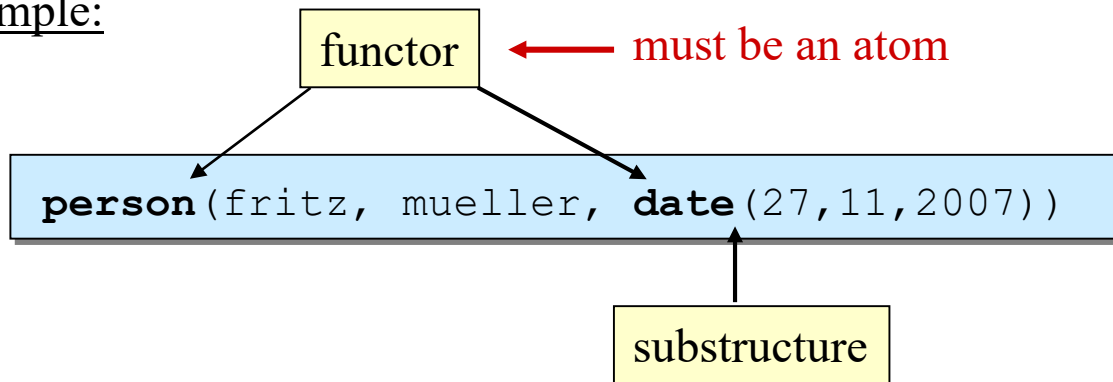 mple:
functor
must be an atom
person(fritz, mueller, date(27,11,2007))
substructure